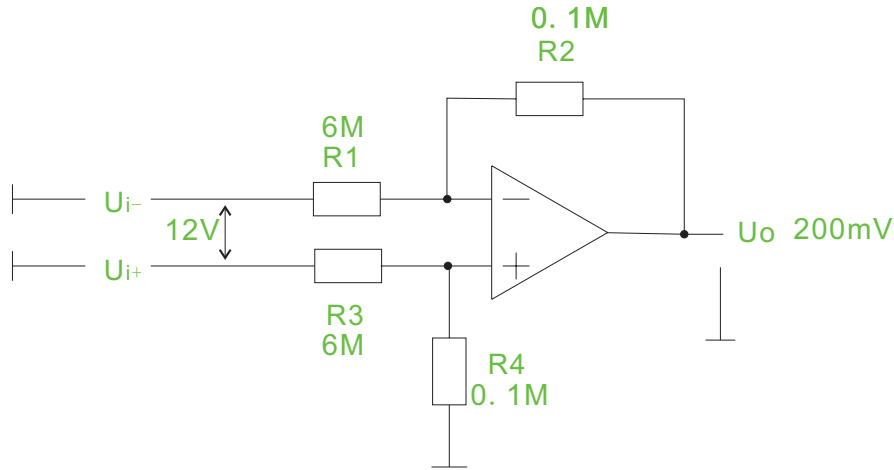 0. 1M
R2
6M
R1
Ui−
12V
Uo 200mV
Ui+
R3
6M
R4
0. 1M